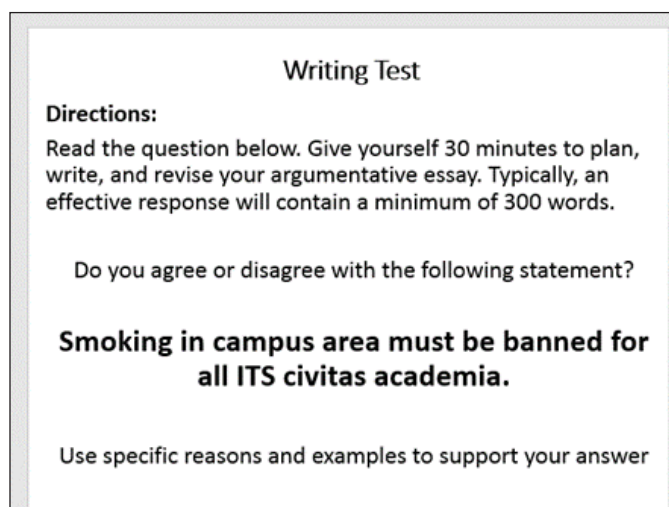 Writing Test
Directions:
Read the question below. Give yourself 30 minutes to plan,
write, and revise your argumentative essay. Typically, an
effective response will contain a minimum of 300 words.
Do you agree or disagree with the following statement?
Smoking in campus area must be banned for
all ITS civitas academia.
Use specific reasons and examples to support your answer